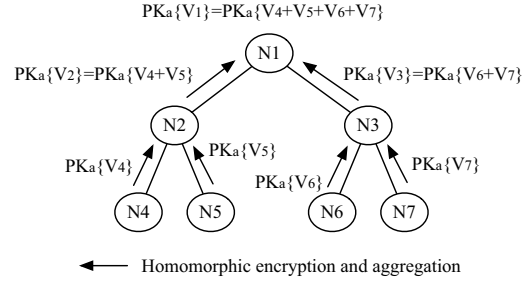 PKa{V1}=PKa{V4+V5+V6+V7}
N1
PKa{V2}=PKa{V4+V5}
PKa{V3}=PKa{V6+V7}
N2
N3
PKa{V4}
PKa{V5}
PKa{V6}
PKa{V7}
N4
N5
N6
N7
Homomorphic encryption and aggregation